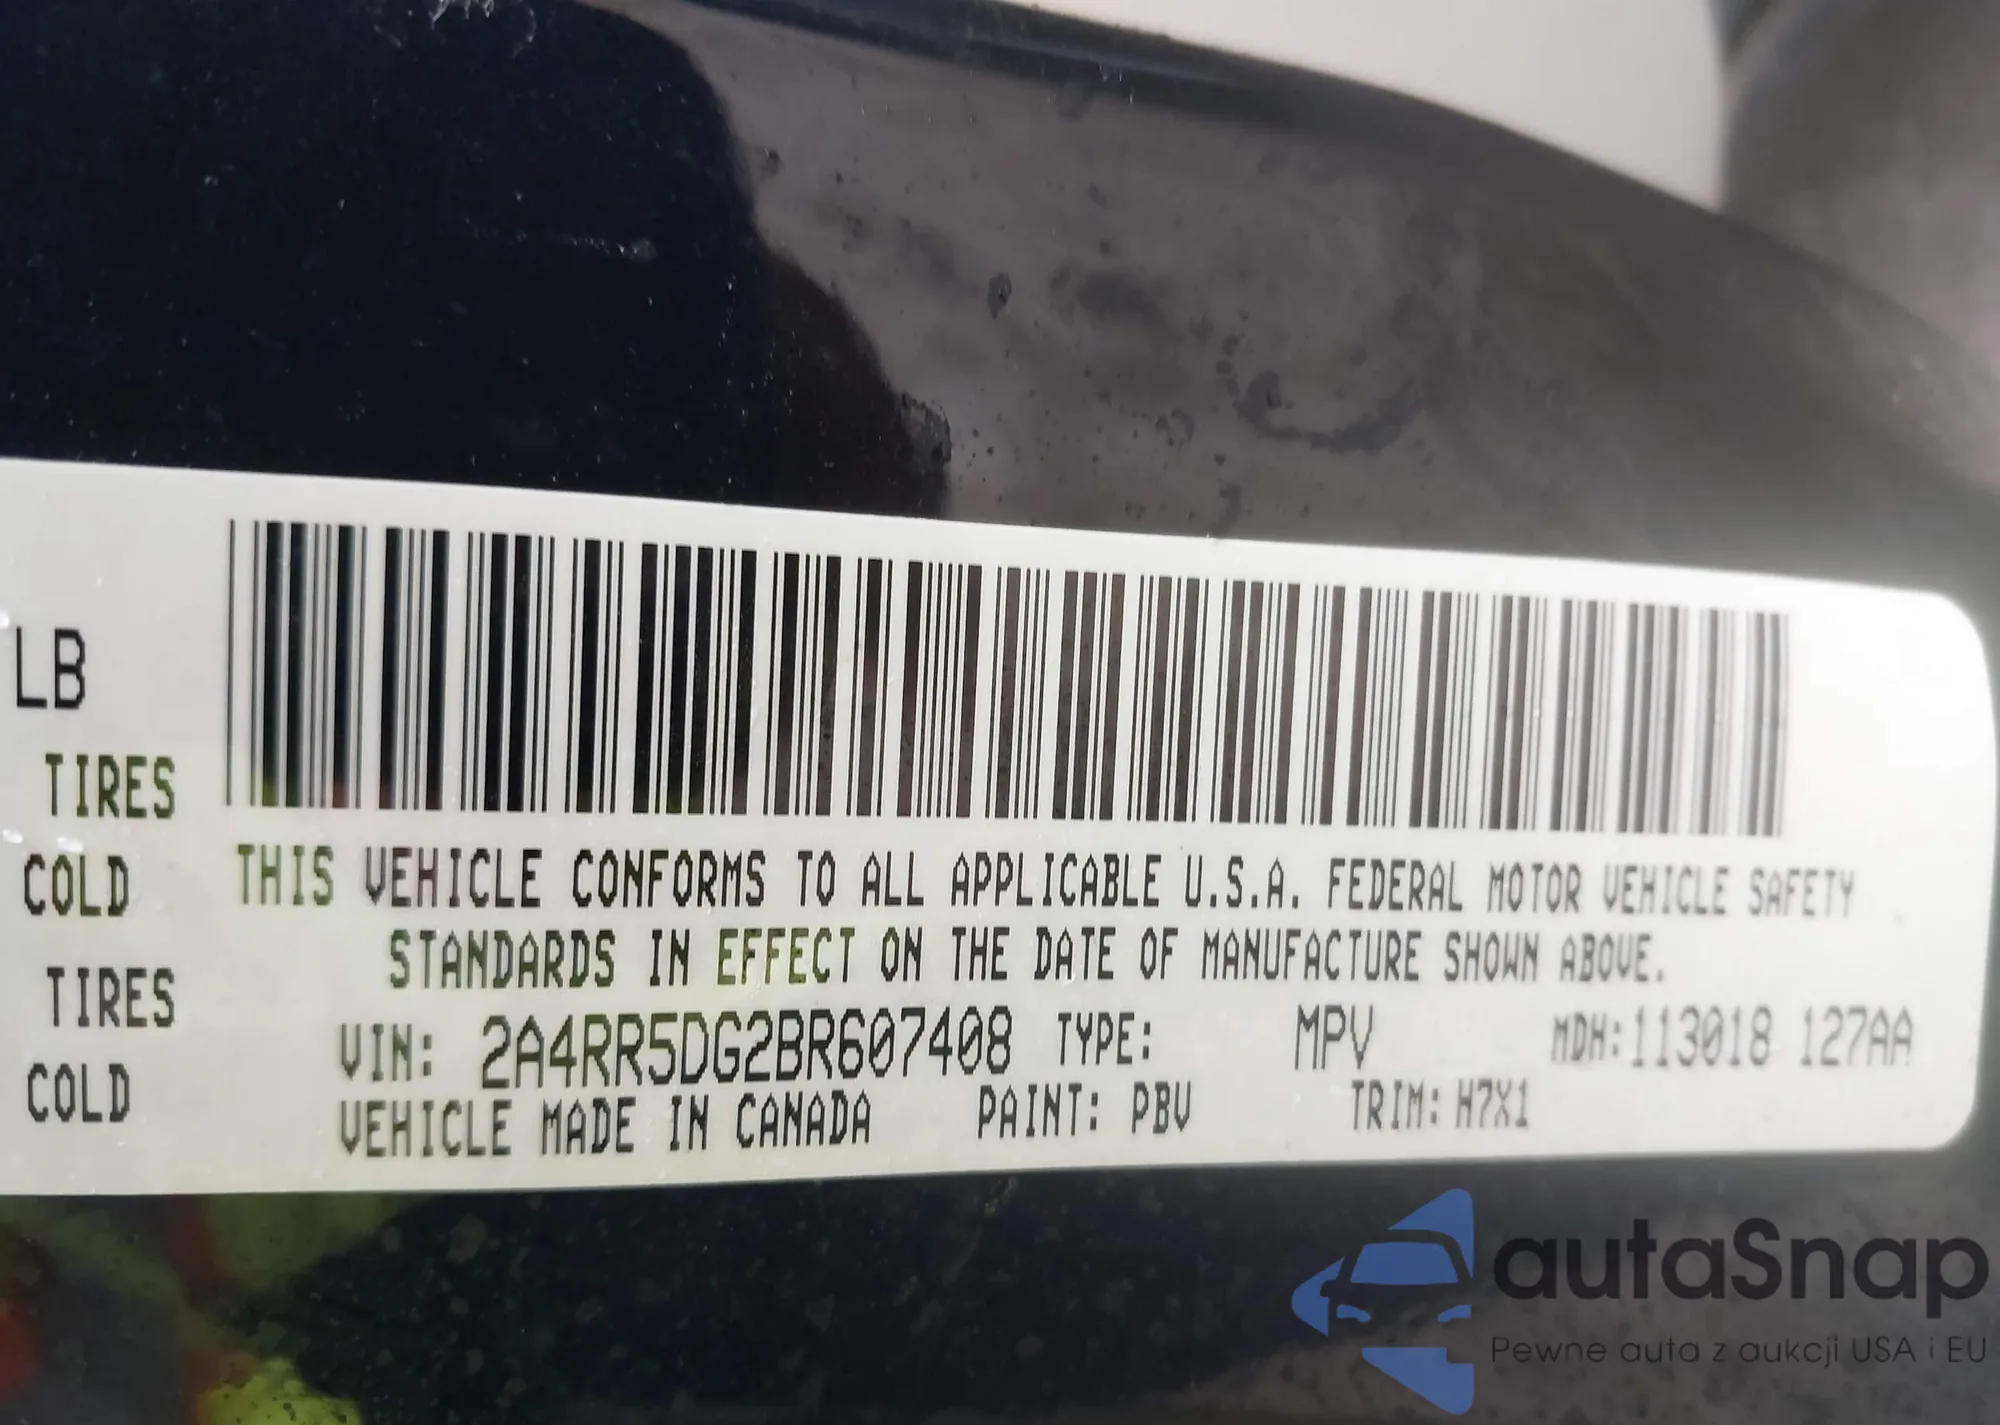 LB
TIRES
COLD
TIRES
COLD
THIS VEHICLE CONFORMS TO ALL APPLICABLE U.S.A. FEDERAL MOTOR VEHICLE SAFETY
STANDARDS IN EFFECT ON THE DATE OF MANUFACTURE SHOWN ABOVE.
VIN: 2A4RR5DG2BR607408 TYPE: MPV MDH:113018 127AA
VEHICLE MADE IN CANADA PAINT: PBV TRIM: H7X1
autaSnap
Pewne auta z aukcji USA i EU